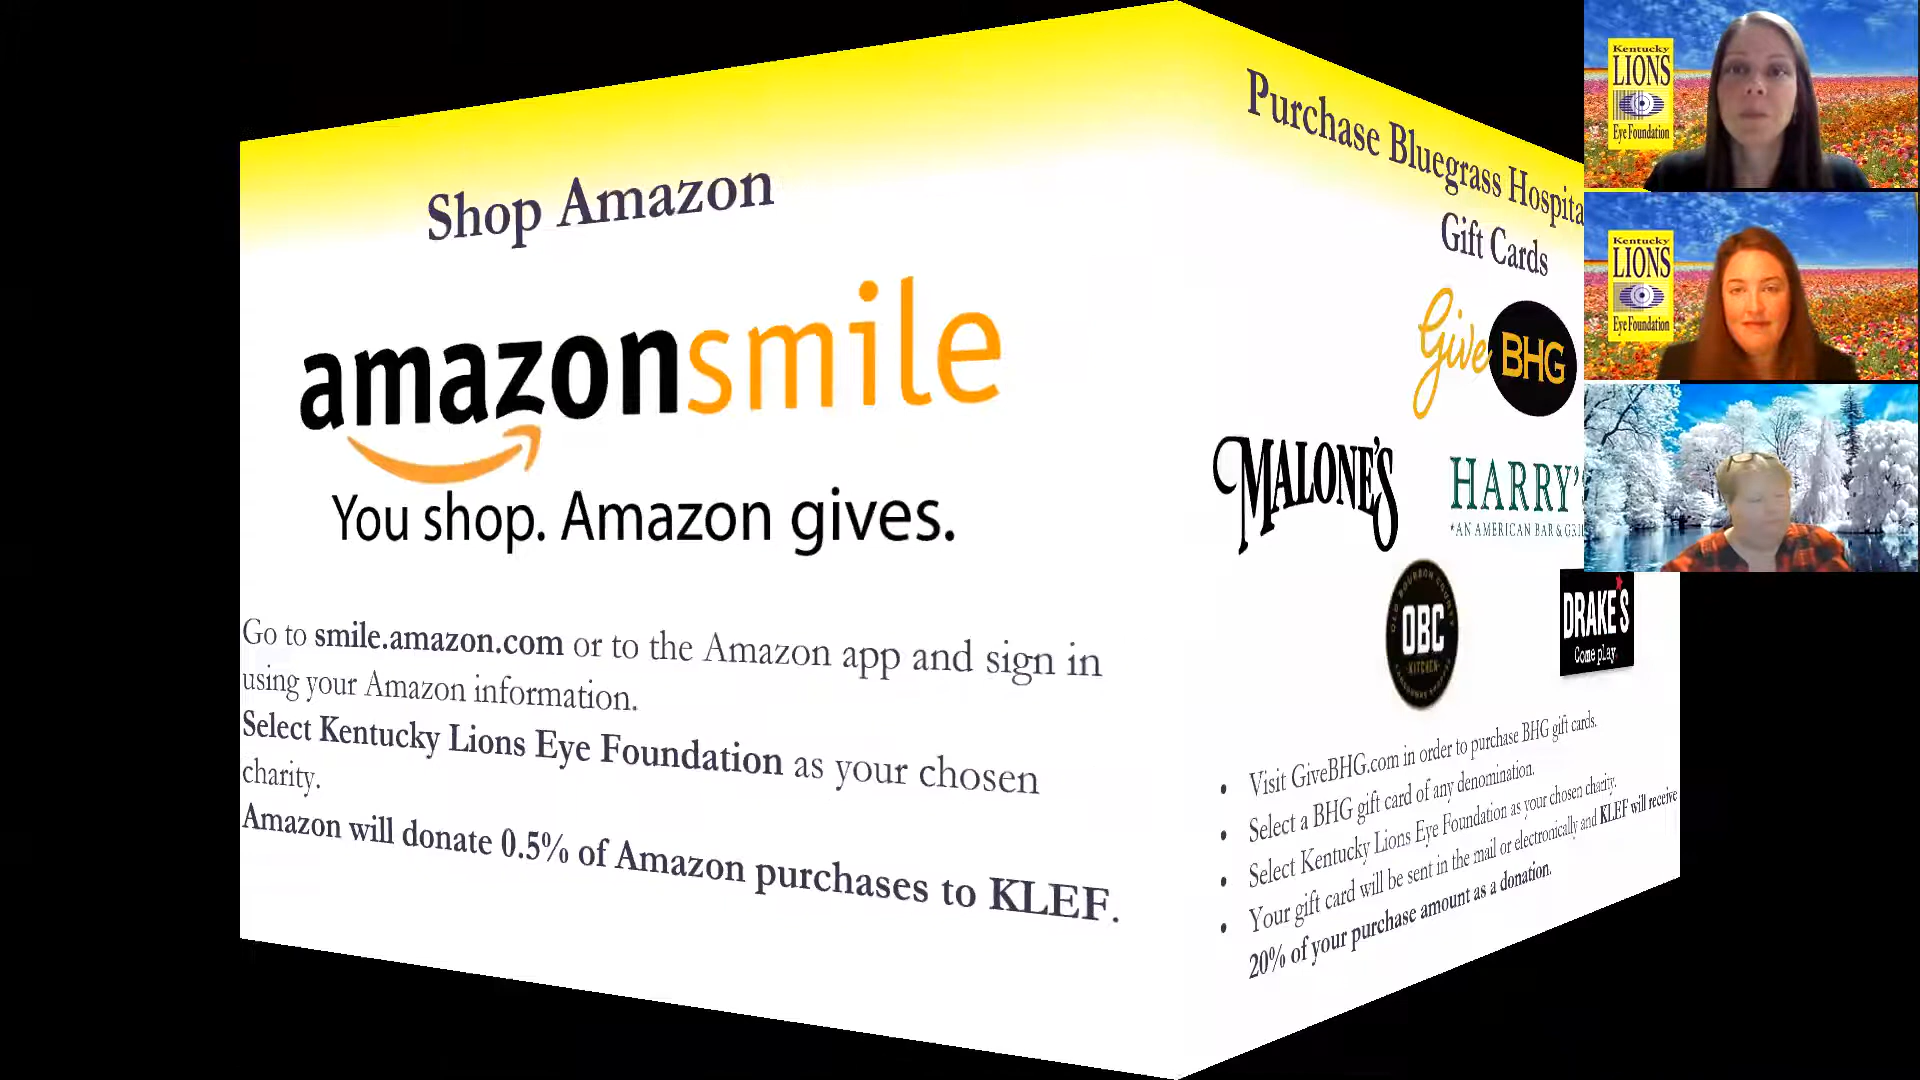 Shop Amazon
amazonsmile
You shop. Amazon gives.
Go to smile.amazon.com or to the Amazon app and sign in
using your Amazon information.
Select Kentucky Lions Eye Foundation as your chosen
charity.
Amazon will donate 0.5% of Amazon purchases to KLEF.
Purchase Bluegrass Hospita
Gift Cards
Give BHG
MALONE'S
HARRY'S
*AN AMERICAN BAR &
OLD BOURBON COUNTY
OBC
KITCHEN
DRAKE'S
Come play.
• Visit GiveBHG.com in order to purchase BHG gift cards.
• Select a BHG gift card of any denomination.
• Select Kentucky Lions Eye Foundation as your chosen charity.
• Your gift card will be sent in the mail or electronically and KLEF will receive
20% of your purchase amount as a donation.
Kentucky
LIONS
Eye Foundation
Kentucky
LIONS
Eye Foundation